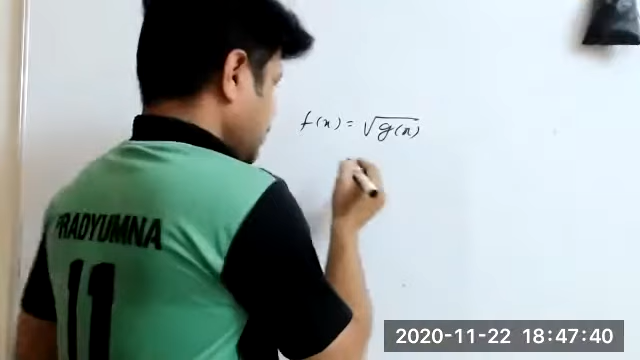 f(x) = √g(x)
PRADYUMNA
11
2020-11-22 18:47:40